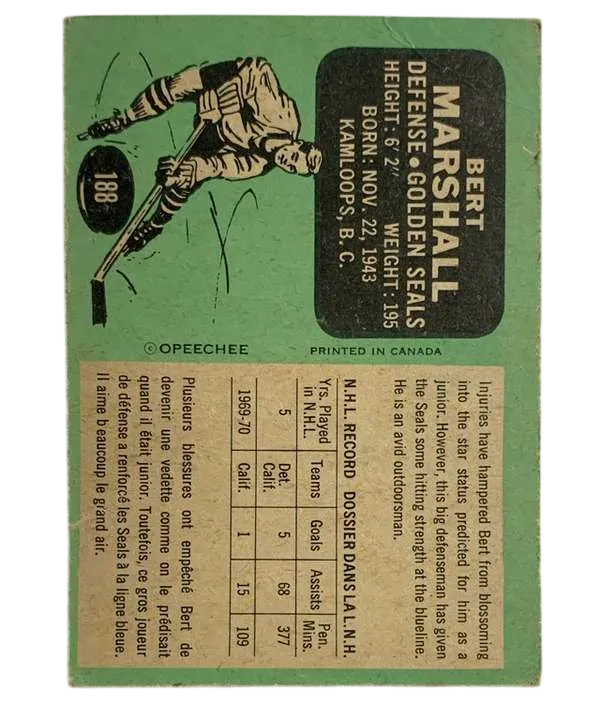 BERT
MARSHALL
DEFENSE • GOLDEN SEALS
HEIGHT: 6' 2" WEIGHT: 195
BORN: NOV. 22, 1943
KAMLOOPS, B. C.
188
© OPEECHEE PRINTED IN CANADA
Injuries have hampered Bert from blossoming
into the star status predicted for him as a
junior. However, this big defenseman has given
the Seals some hitting strength at the blueline.
He is an avid outdoorsman.
N.H.L. RECORD DOSSIER DANS LA L.N.H.
Yrs. Played in N.H.L. Teams Goals Assists Pen. Mins.
5 Det. Calif. 5 68 377
1969-70 Calif. 1 15 109
Plusieurs blessures ont empêché Bert de
devenir une vedette comme on le prédisait
quand il était junior. Toutefois, ce gros joueur
de défense a renforcé les Seals à la ligne bleue.
Il aime beaucoup le grand air.